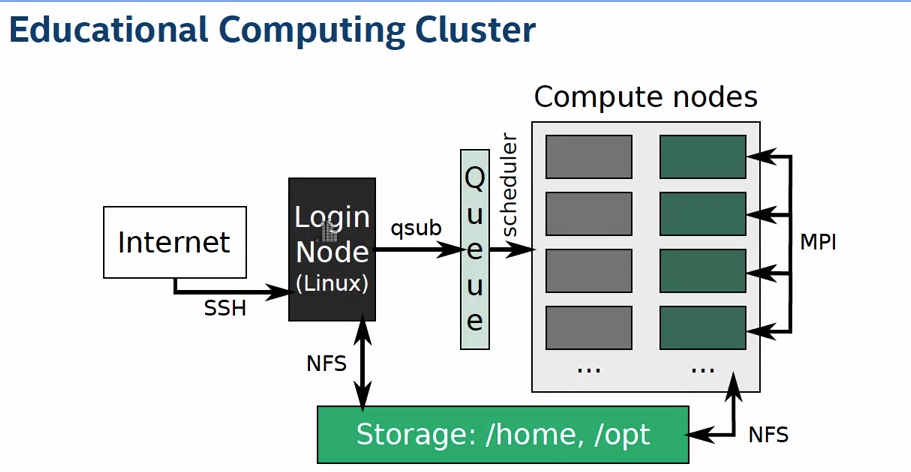 Educational Computing Cluster
Compute nodes
Internet
SSH
Login
Node
(Linux)
qsub
Queue
scheduler
MPI
...
...
NFS
Storage: /home, /opt
NFS